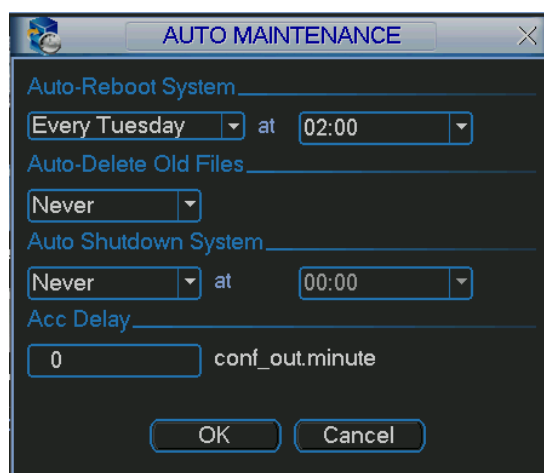 AUTO MAINTENANCE
Auto-Reboot System
Every Tuesday at 02:00
Auto-Delete Old Files
Never
Auto Shutdown System
Never at 00:00
Acc Delay
0 conf_out.minute
OK Cancel